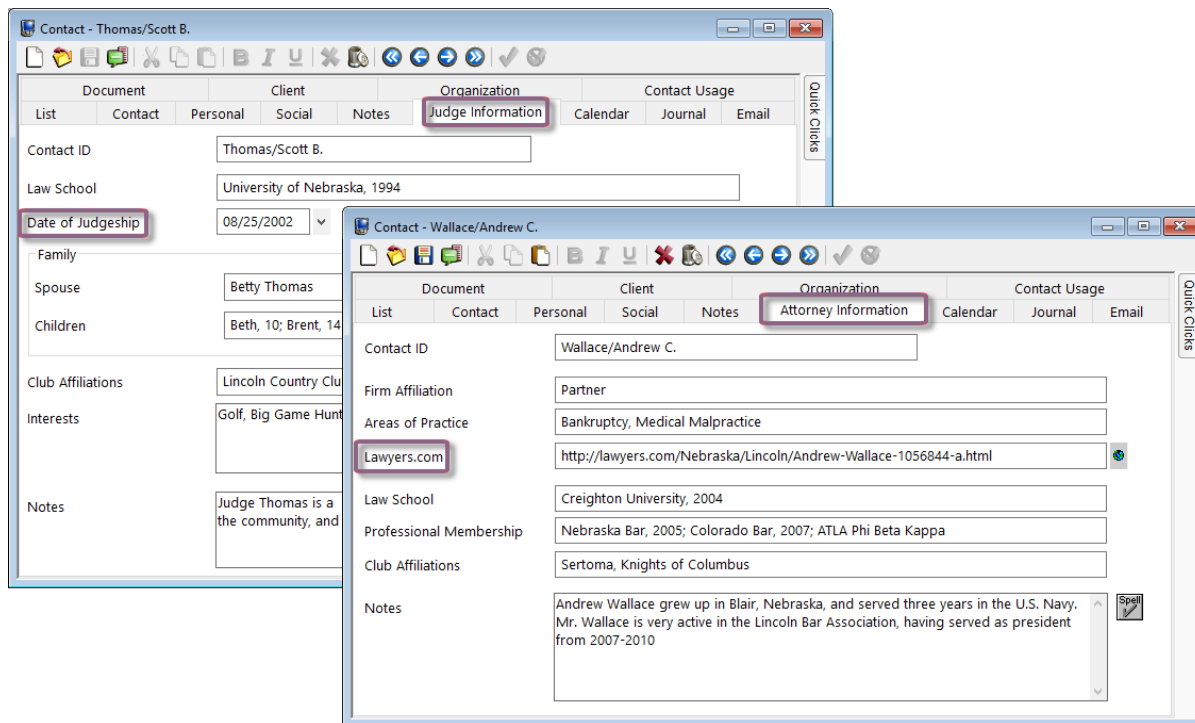 Contact - Thomas/Scott B.
Document Client Organization Contact Usage
List Contact Personal Social Notes Judge Information Calendar Journal Email
Quick Clicks
Contact ID Thomas/Scott B.
Law School University of Nebraska, 1994
Date of Judgeship 08/25/2002
Family
Spouse Betty Thomas
Children Beth, 10; Brent, 14
Club Affiliations Lincoln Country Clu
Interests Golf, Big Game Hunt
Notes Judge Thomas is a
the community, and
Contact - Wallace/Andrew C.
Document Client Organization Contact Usage
List Contact Personal Social Notes Attorney Information Calendar Journal Email
Quick Clicks
Contact ID Wallace/Andrew C.
Firm Affiliation Partner
Areas of Practice Bankruptcy, Medical Malpractice
Lawyers.com http://lawyers.com/Nebraska/Lincoln/Andrew-Wallace-1056844-a.html
Law School Creighton University, 2004
Professional Membership Nebraska Bar, 2005; Colorado Bar, 2007; ATLA Phi Beta Kappa
Club Affiliations Sertoma, Knights of Columbus
Notes Andrew Wallace grew up in Blair, Nebraska, and served three years in the U.S. Navy. Spell
Mr. Wallace is very active in the Lincoln Bar Association, having served as president
from 2007-2010